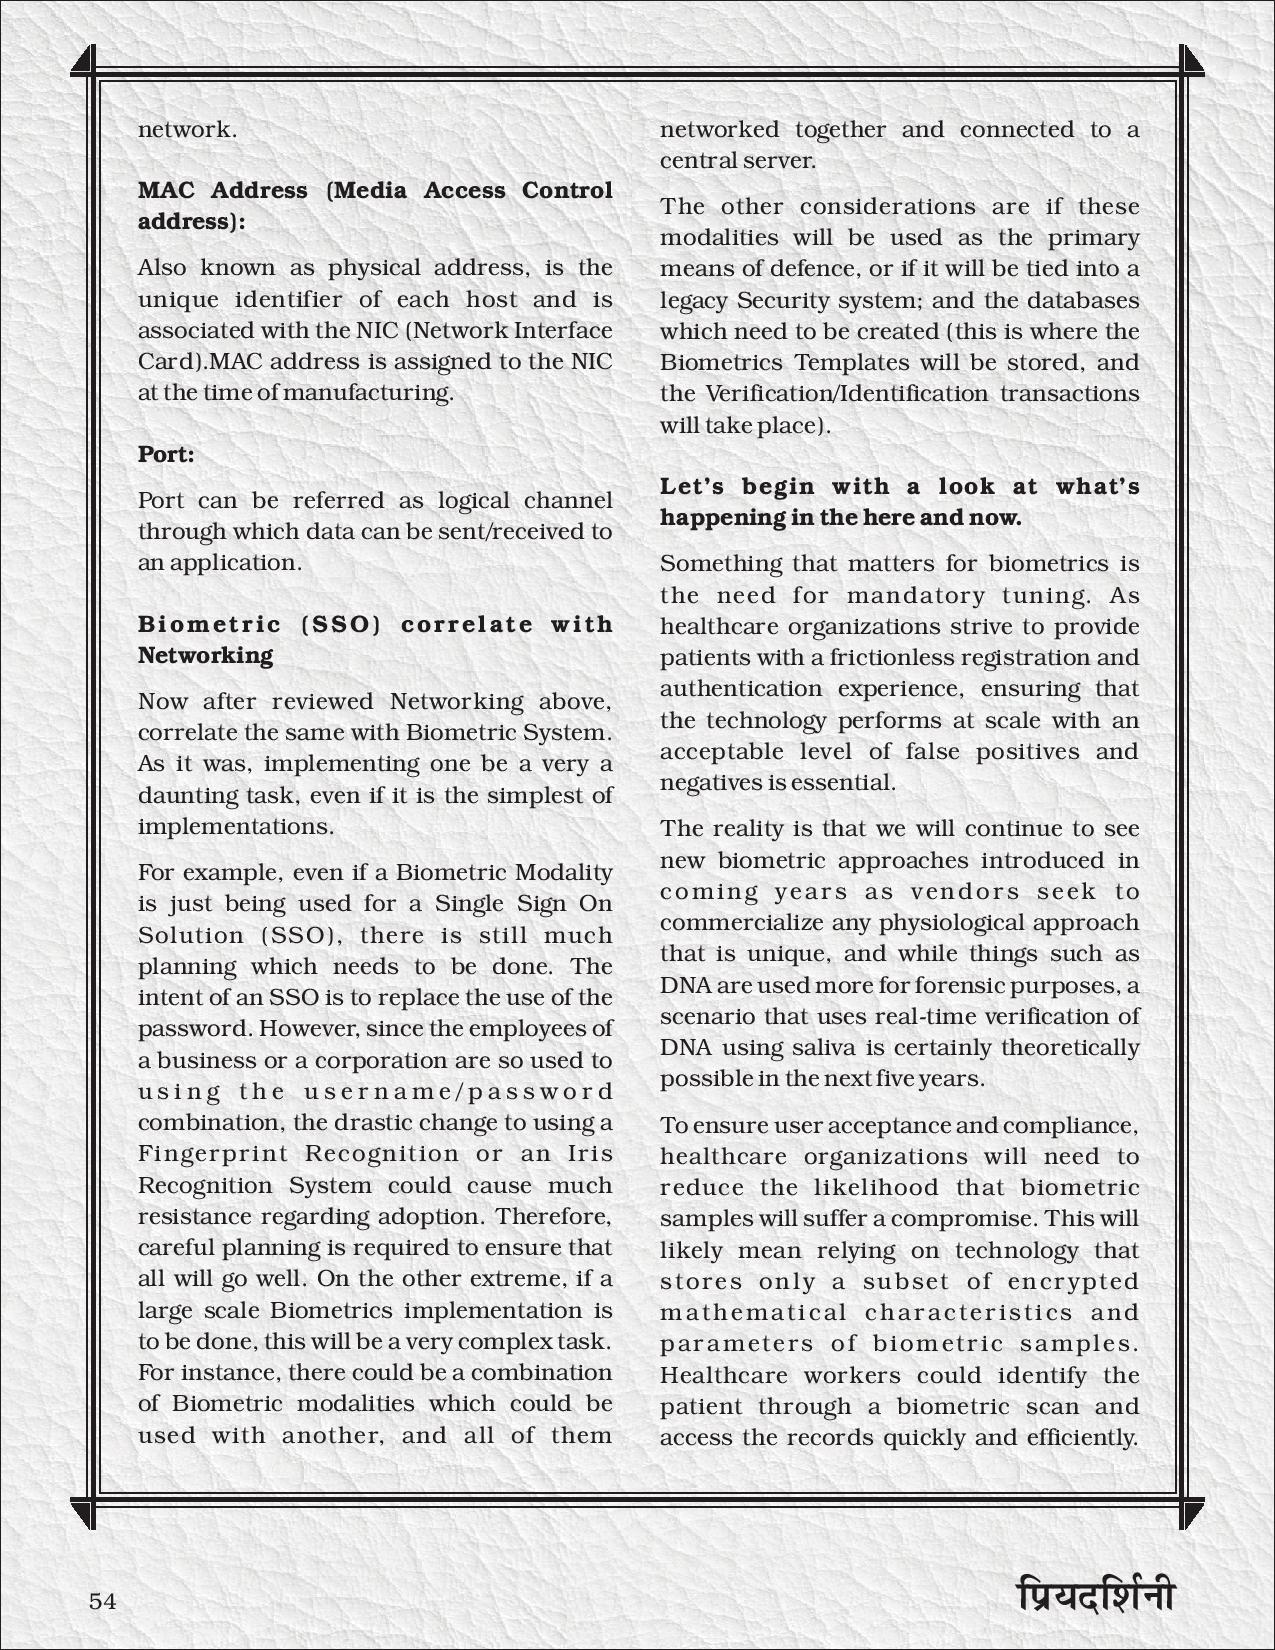 network.
MAC Address (Media Access Control
address):
Also known as physical address, is the
unique identifier of each host and is
associated with the NIC (Network Interface
Card).MAC address is assigned to the NIC
at the time of manufacturing.
Port:
Port can be referred as logical channel
through which data can be sent/received to
an application.
Biometric (SSO) correlate with
Networking
Now after reviewed Networking above,
correlate the same with Biometric System.
As it was, implementing one be a very a
daunting task, even if it is the simplest of
implementations.
For example, even if a Biometric Modality
is just being used for a Single Sign On
Solution (SSO), there is still much
planning which needs to be done. The
intent of an SSO is to replace the use of the
password. However, since the employees of
a business or a corporation are so used to
using the username/password
combination, the drastic change to using a
Fingerprint Recognition or an Iris
Recognition System could cause much
resistance regarding adoption. Therefore,
careful planning is required to ensure that
all will go well. On the other extreme, if a
large scale Biometrics implementation is
to be done, this will be a very complex task.
For instance, there could be a combination
of Biometric modalities which could be
used with another, and all of them
networked together and connected to a
central server.
The other considerations are if these
modalities will be used as the primary
means of defence, or if it will be tied into a
legacy Security system; and the databases
which need to be created (this is where the
Biometrics Templates will be stored, and
the Verification/Identification transactions
will take place).
Let's begin with a look at what's
happening in the here and now.
Something that matters for biometrics is
the need for mandatory tuning. As
healthcare organizations strive to provide
patients with a frictionless registration and
authentication experience, ensuring that
the technology performs at scale with an
acceptable level of false positives and
negatives is essential.
The reality is that we will continue to see
new biometric approaches introduced in
coming years as vendors seek to
commercialize any physiological approach
that is unique, and while things such as
DNA are used more for forensic purposes, a
scenario that uses real-time verification of
DNA using saliva is certainly theoretically
possible in the next five years.
To ensure user acceptance and compliance,
healthcare organizations will need to
reduce the likelihood that biometric
samples will suffer a compromise. This will
likely mean relying on technology that
stores only a subset of encrypted
mathematical characteristics and
parameters of biometric samples.
Healthcare workers could identify the
patient through a biometric scan and
access the records quickly and efficiently.
54
प्रियदर्शिनी